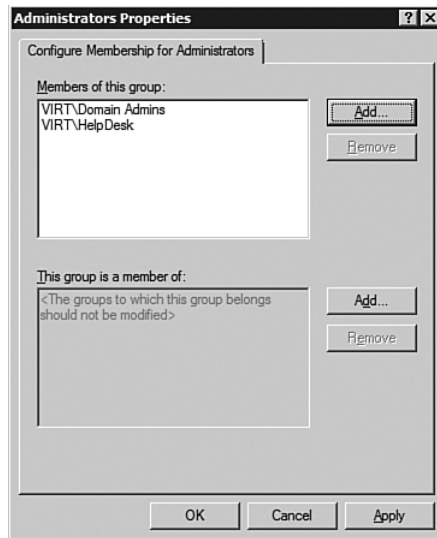 Administrators Properties
Configure Membership for Administrators
Members of this group:
VIRT\Domain Admins
VIRT\HelpDesk
Add...
Remove
This group is a member of:
<The groups to which this group belongs
should not be modified>
Add...
Remove
OK
Cancel
Apply